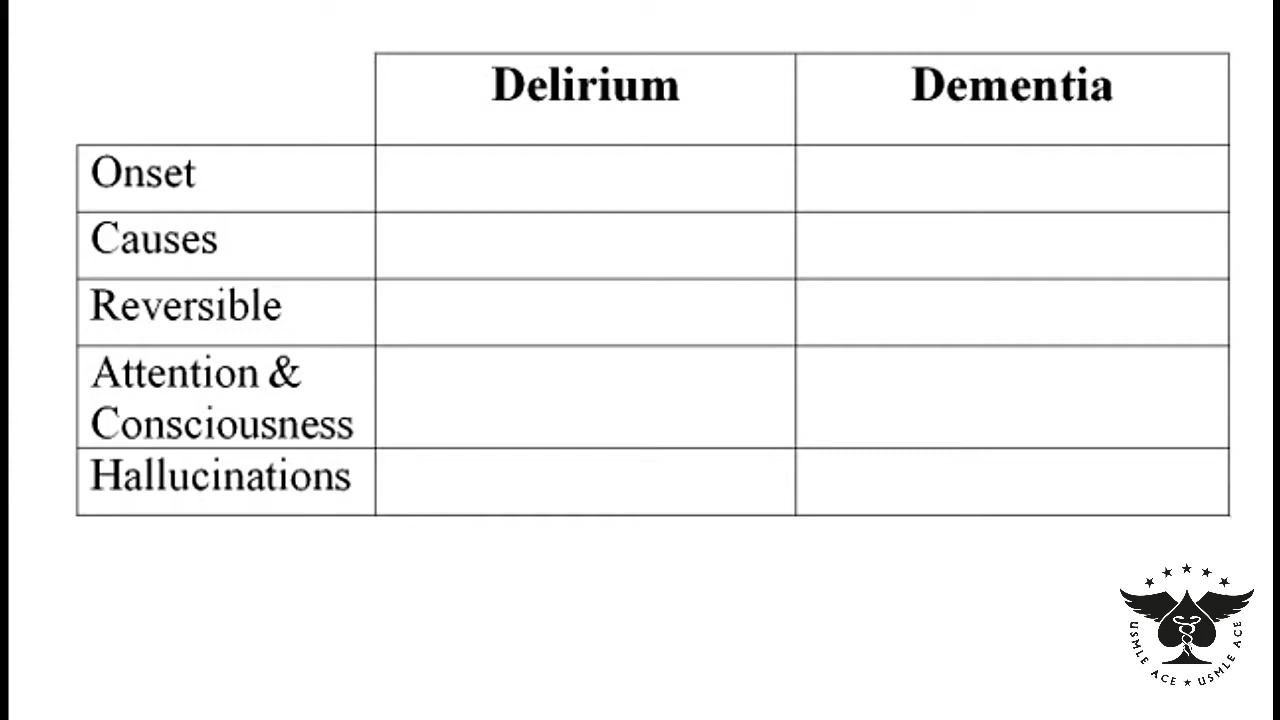 Delirium Dementia
Onset
Causes
Reversible
Attention &
Consciousness
Hallucinations
USMLE ACE ★ USMLE ACE